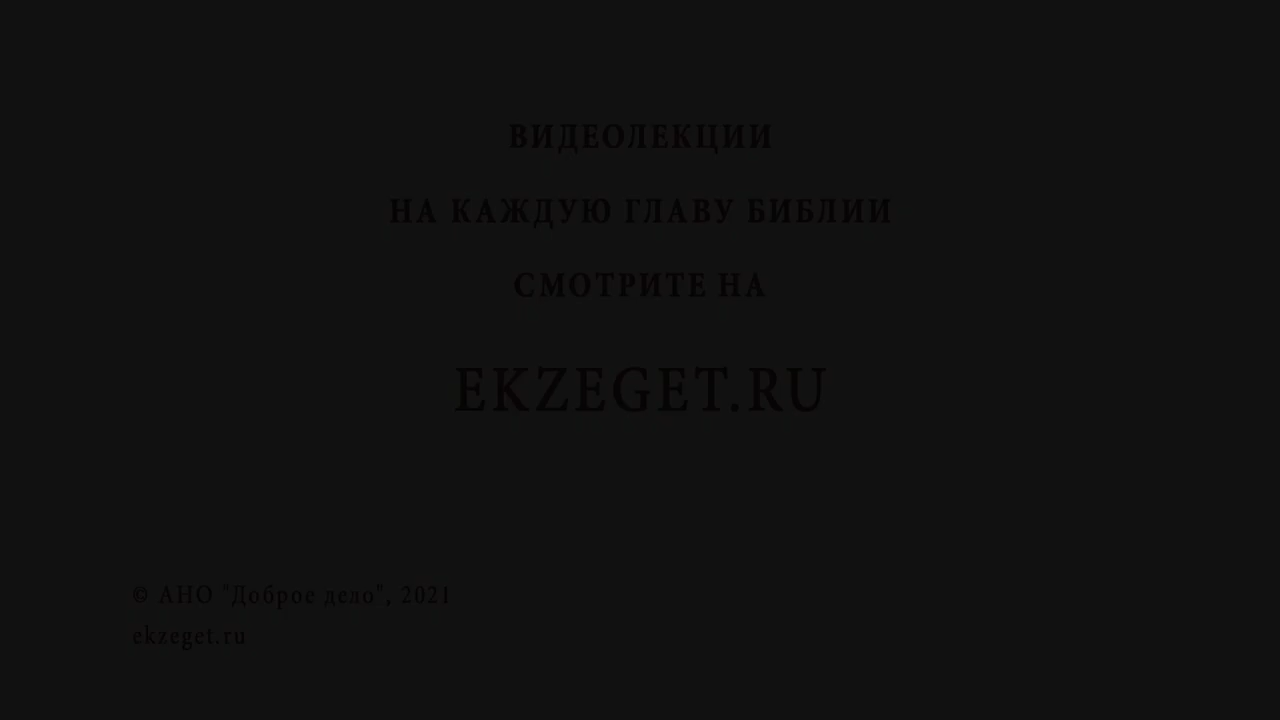 ВИДЕОЛЕКЦИИ
НА КАЖДУЮ ГЛАВУ БИБЛИИ
СМОТРИТЕ НА
EKZEGET.RU
© АНО "Доброе дело", 2021
ekzeget.ru